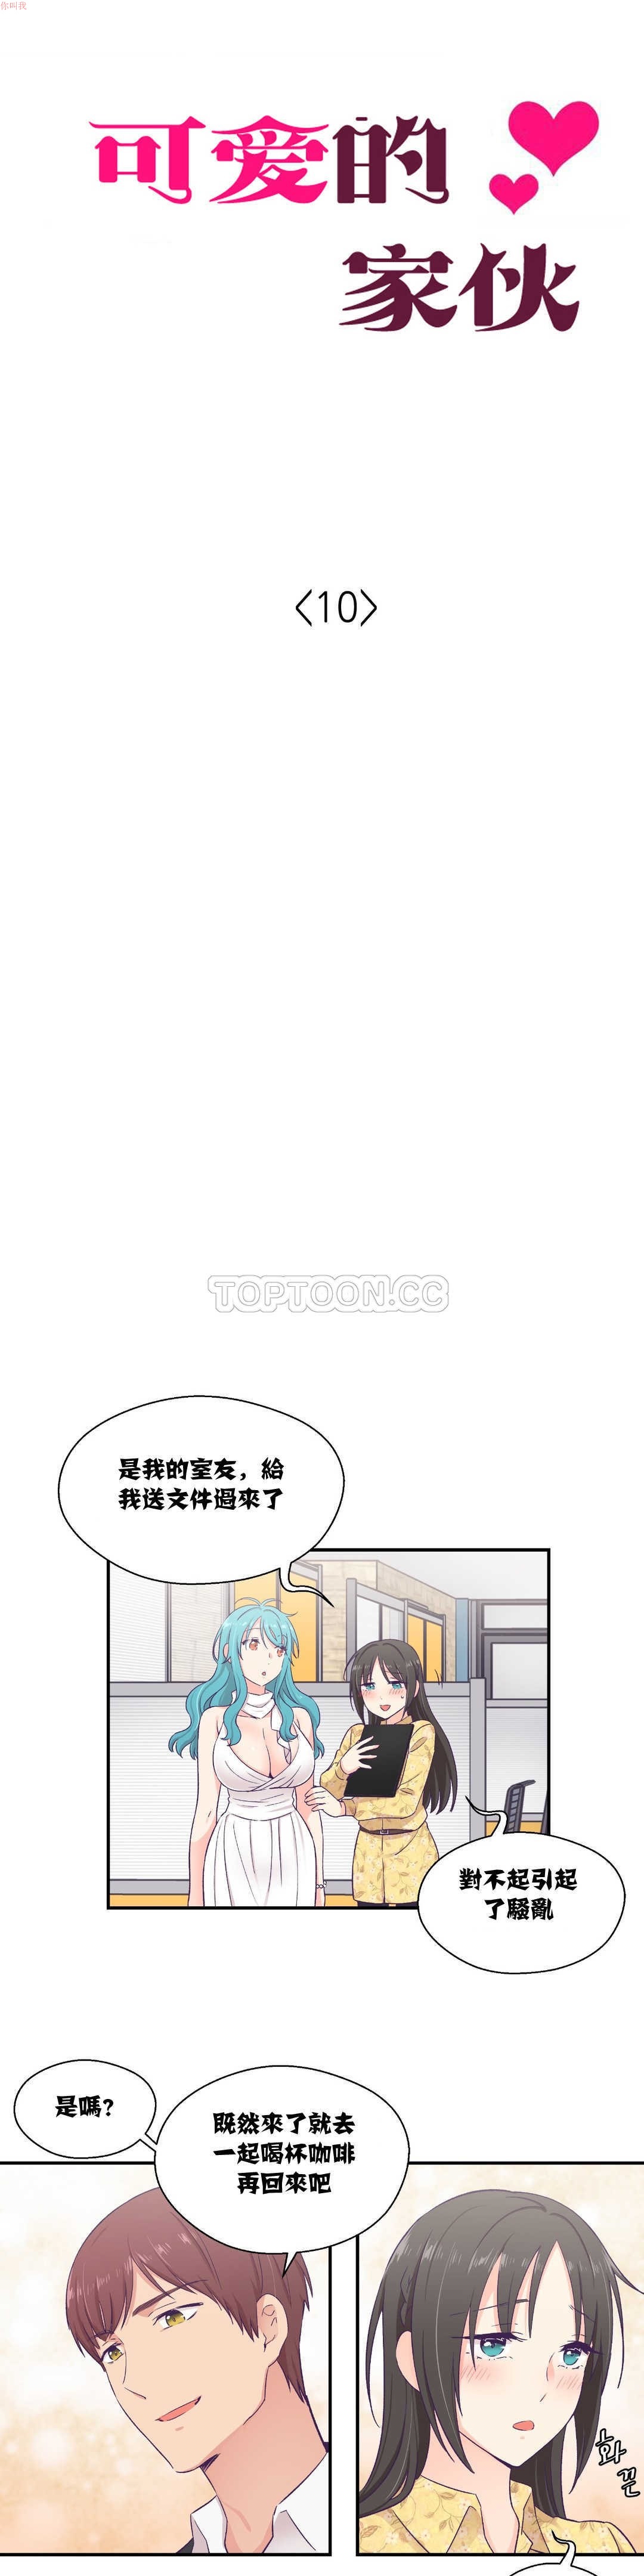 你叫我
可愛的
家伙
〈10〉
TOPTOON.CC
是我的室友，給
我送文件過來了
對不起引起
了騷亂
是嗎?
既然來了就去
一起喝杯咖啡
再回來吧
화끈